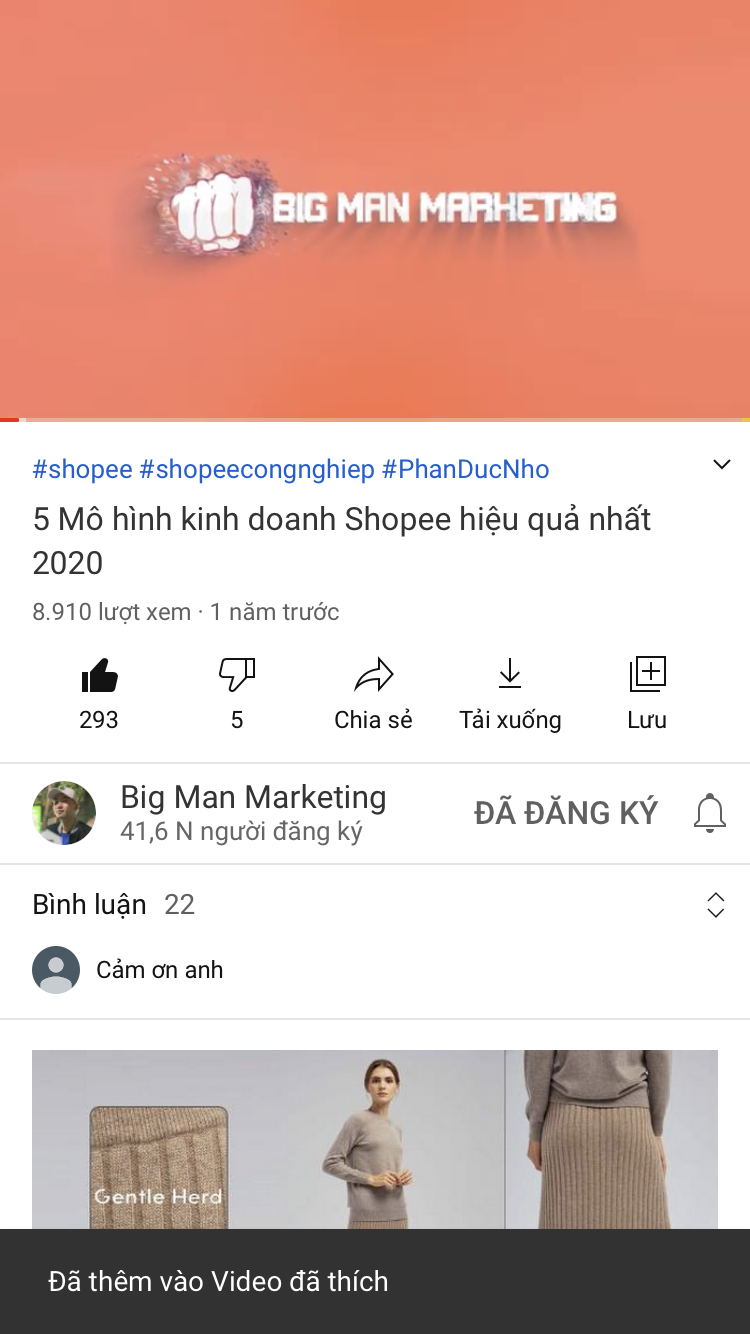 BIG MAN MARKETING
#shopee #shopeecongnghiep #PhanDucNho
5 Mô hình kinh doanh Shopee hiệu quả nhất
2020
8.910 lượt xem · 1 năm trước
293
5
Chia sẻ
Tải xuống
Lưu
Big Man Marketing
41,6 N người đăng ký
ĐÃ ĐĂNG KÝ
Bình luận 22
Cảm ơn anh
Gentle Herd
Đã thêm vào Video đã thích